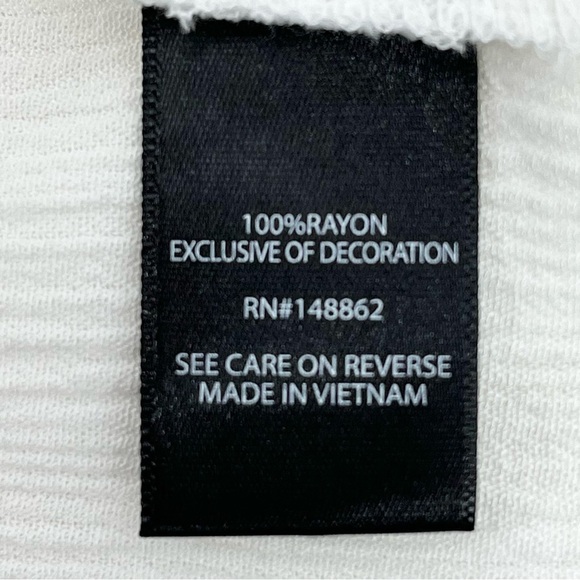 100%RAYON
EXCLUSIVE OF DECORATION
RN#148862
SEE CARE ON REVERSE
MADE IN VIETNAM